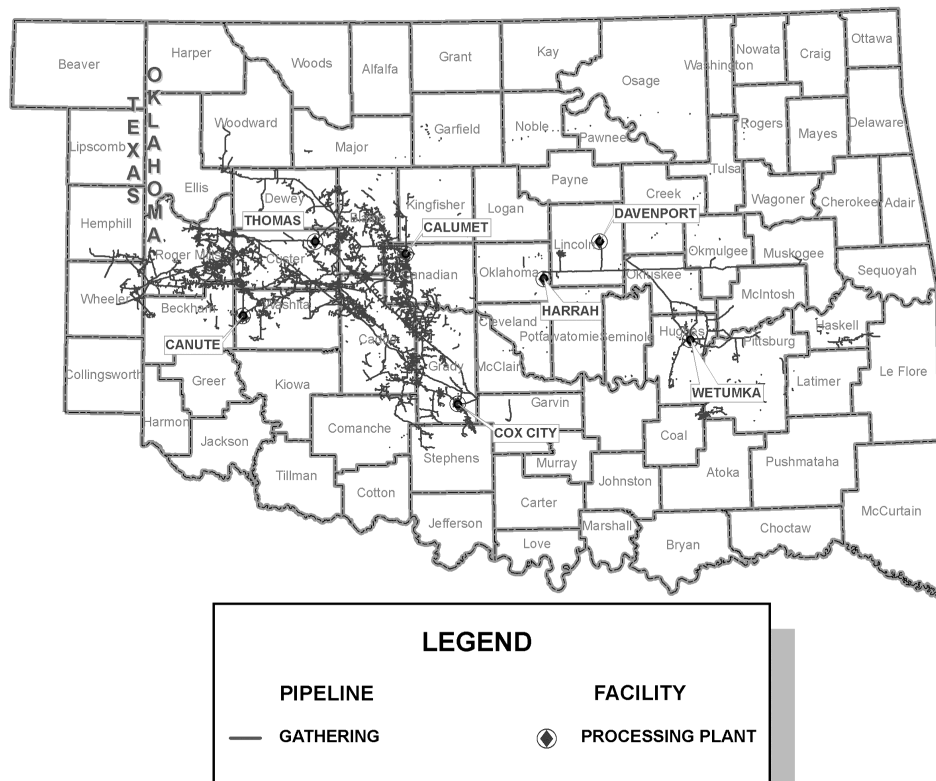 Beaver
Harper
Woods
Alfalfa
Grant
Kay
Osage
Washington
Nowata
Craig
Ottawa
OKLAHOMA
TEXAS
Lipscomb
Woodward
Major
Garfield
Noble
Pawnee
Rogers
Mayes
Delaware
Ellis
Dewey
Kingfisher
Logan
Payne
Creek
Tulsa
Wagoner
Cherokee
Adair
Hemphill
THOMAS
CALUMET
DAVENPORT
Lincoln
Okmulgee
Muskogee
Roger Mills
Custer
Canadian
Oklahoma
Okfuskee
Sequoyah
Wheeler
Beckham
Washita
HARRAH
McIntosh
CANUTE
Cleveland
Pottawatomie
Seminole
Hughes
Pittsburg
Haskell
Collingsworth
Greer
Kiowa
Grady
McClain
WETUMKA
Latimer
Le Flore
Harmon
Jackson
Comanche
COX CITY
Garvin
Coal
Tillman
Stephens
Murray
Johnston
Atoka
Pushmataha
Cotton
Carter
McCurtain
Jefferson
Love
Marshall
Bryan
Choctaw
LEGEND
PIPELINE
FACILITY
GATHERING
PROCESSING PLANT